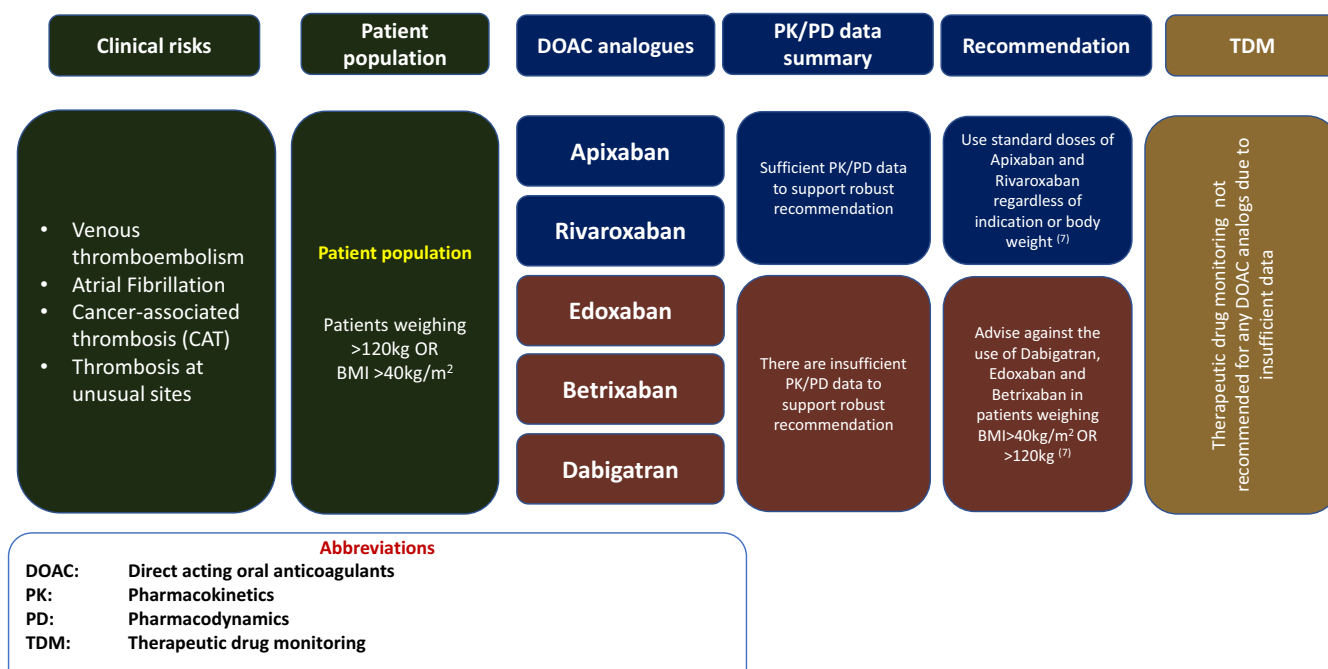 Clinical risks
Patient
population
DOAC analogues
PK/PD data
summary
Recommendation
TDM
• Venous
thromboembolism
• Atrial Fibrillation
• Cancer-associated
thrombosis (CAT)
• Thrombosis at
unusual sites
Patient population
Patients weighing
>120kg OR
BMI >40kg/m²
Apixaban
Rivaroxaban
Edoxaban
Betrixaban
Dabigatran
Sufficient PK/PD data
to support robust
recommendation
There are insufficient
PK/PD data to
support robust
recommendation
Use standard doses of
Apixaban and
Rivaroxaban
regardless of
indication or body
weight (7)
Advise against the
use of Dabigatran,
Edoxaban and
Betrixaban in
patients weighing
BMI>40kg/m² OR
>120kg (7)
Therapeutic drug monitoring not
recommended for any DOAC analogs due to
insufficient data
Abbreviations
DOAC: Direct acting oral anticoagulants
PK: Pharmacokinetics
PD: Pharmacodynamics
TDM: Therapeutic drug monitoring